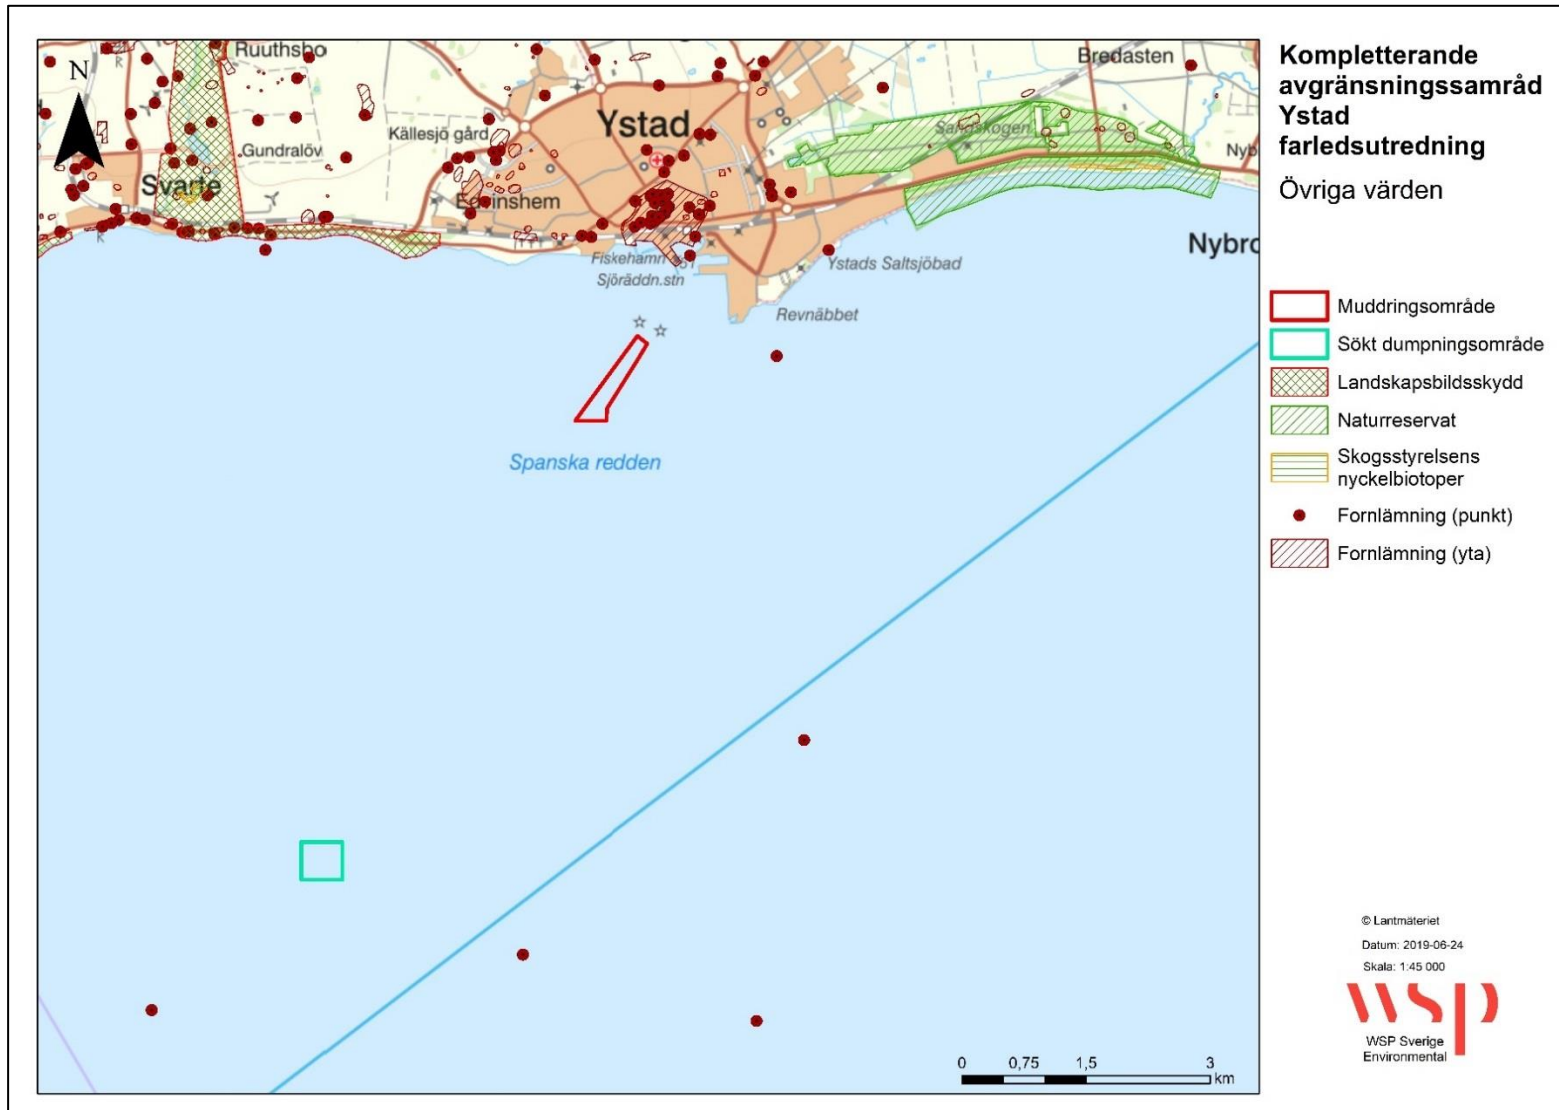 Ruuthsbo
Bredasten
N
Ystad
Källesjö gård
Sandskogen
Gundralöv
Svarte
Edvinshem
Fiskehamn
Sjöräddn.stn
Ystads Saltsjöbad
Nybro
Revnäbbet
Spanska redden
0 0,75 1,5 3
km
Kompletterande
avgränsningssamråd
Ystad
farledsutredning
Övriga värden
Muddringsområde
Sökt dumpningsområde
Landskapsbildsskydd
Naturreservat
Skogsstyrelsens
nyckelbiotoper
Fornlämning (punkt)
Fornlämning (yta)
© Lantmäteriet
Datum: 2019-06-24
Skala: 1:45 000
wsp
WSP Sverige
Environmental